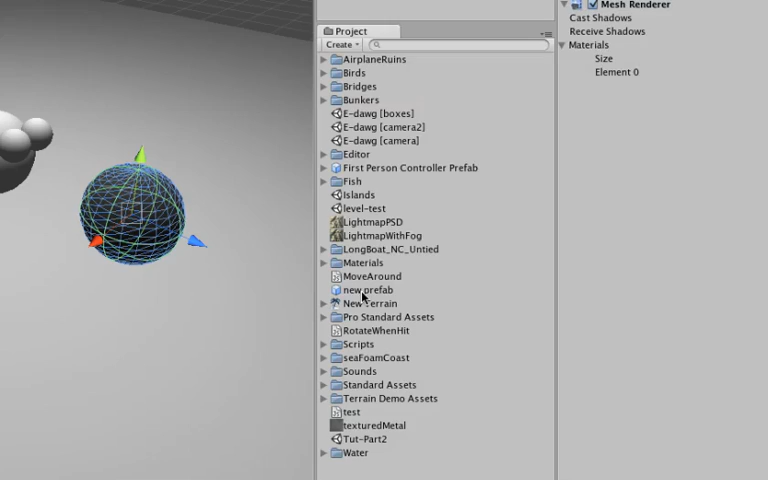 Project
Create
AirplaneRuins
Birds
Bridges
Bunkers
E-dawg [boxes]
E-dawg [camera2]
E-dawg [camera]
Editor
First Person Controller Prefab
Fish
Islands
level-test
LightmapPSD
LightmapWithFog
LongBoat_NC_Untied
Materials
MoveAround
new prefab
New Terrain
Pro Standard Assets
RotateWhenHit
Scripts
seaFoamCoast
Sounds
Standard Assets
Terrain Demo Assets
test
texturedMetal
Tut-Part2
Water
Mesh Renderer
Cast Shadows
Receive Shadows
Materials
Size
Element 0